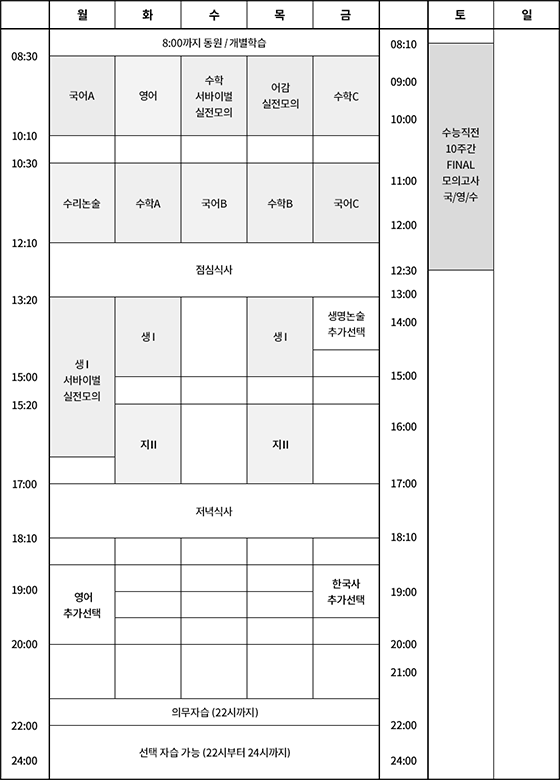 월 화 수 목 금 토 일
8:00까지 동원 / 개별학습
08:30
08:10
국어A
영어
수학
서바이벌
실전모의
어감
실전모의
수학C
09:00
10:00
10:10
10:30
수리논술
수학A
국어B
수학B
국어C
수능직전
10주간
FINAL
모의고사
국/영/수
11:00
12:00
12:10
점심식사
12:30
13:00
13:20
생 I
서바이벌
실전모의
생 I
생 I
생명논술
추가선택
14:00
15:00
15:00
15:20
지II
지II
16:00
17:00
17:00
저녁식사
18:10
18:10
영어
추가선택
한국사
추가선택
19:00
19:00
20:00
20:00
21:00
의무자습 (22시까지)
22:00
22:00
선택 자습 가능 (22시부터 24시까지)
24:00
24:00